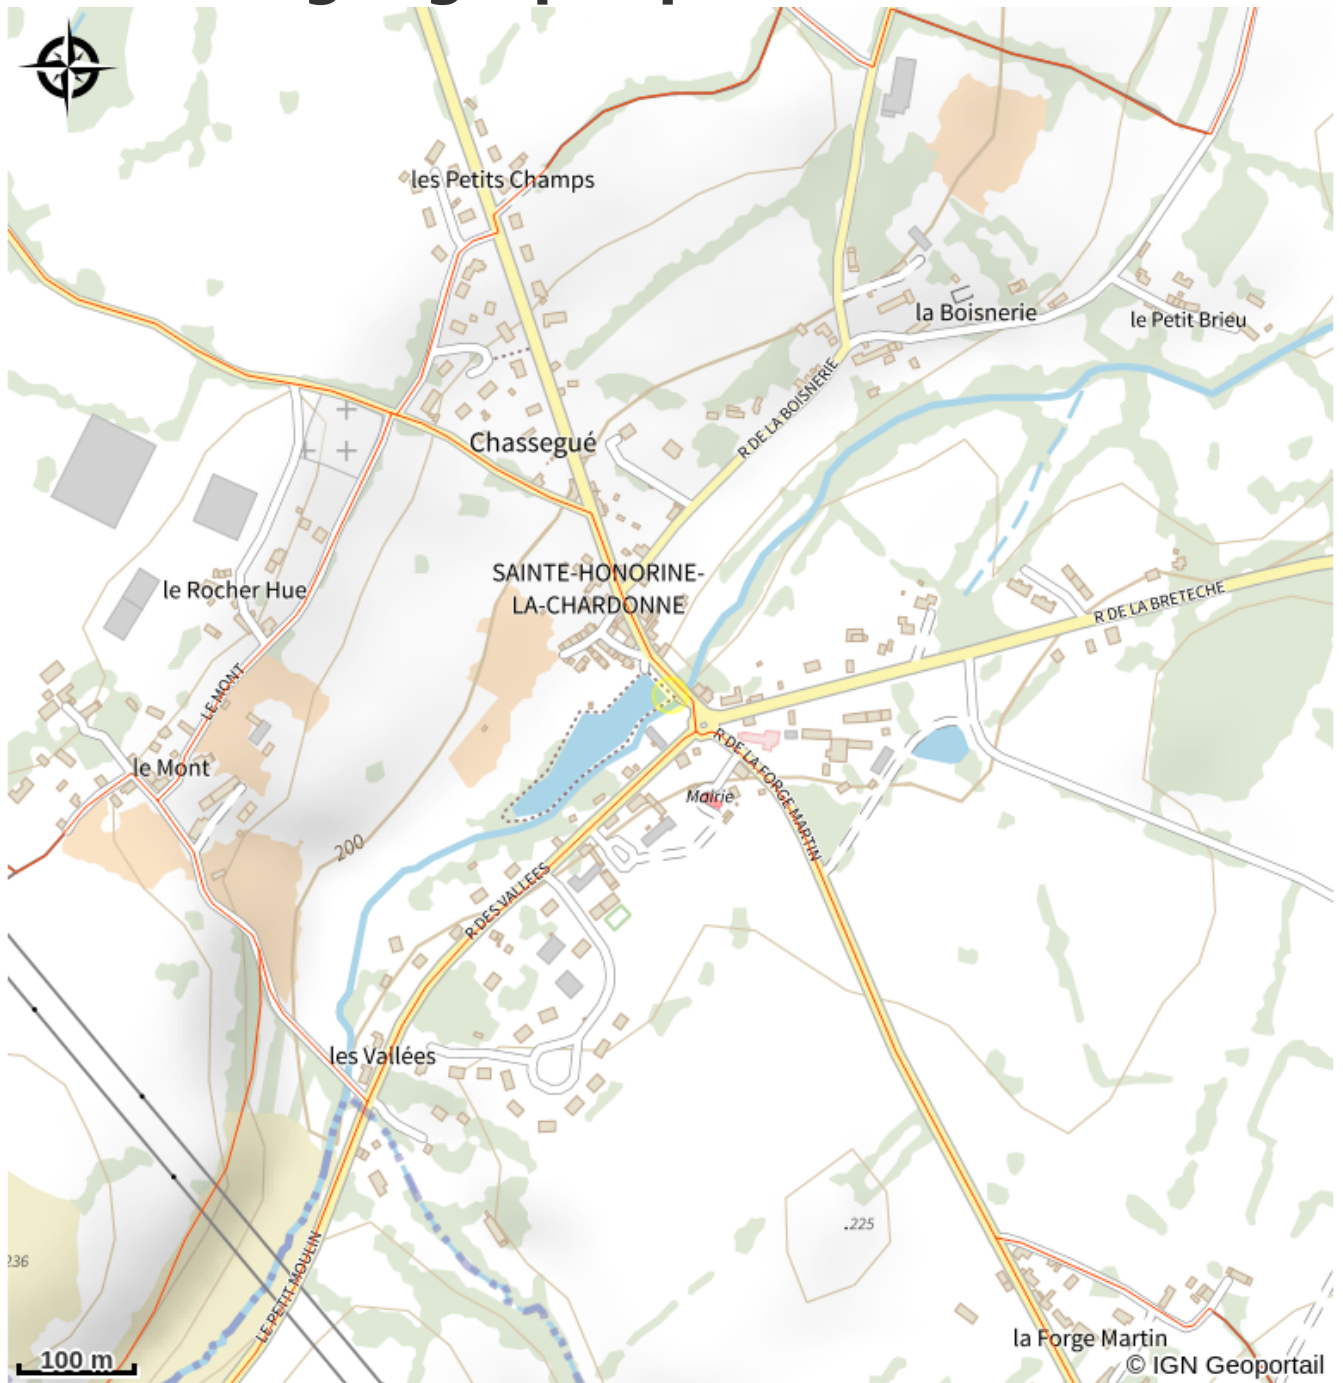 les Petits Champs
la Boisnerie
le Petit Brieu
R DE LA BOISNERIE
Chassegué
SAINTE-HONORINE-
LA-CHARDONNE
le Rocher Hue
R DE LA BRETECHE
LE MONT
le Mont
R DE LA FORGE MARTIN
Mairie
200
R DES VALLEES
les Vallées
225
236
LE PETIT MOULIN
la Forge Martin
100 m
© IGN Geoportail